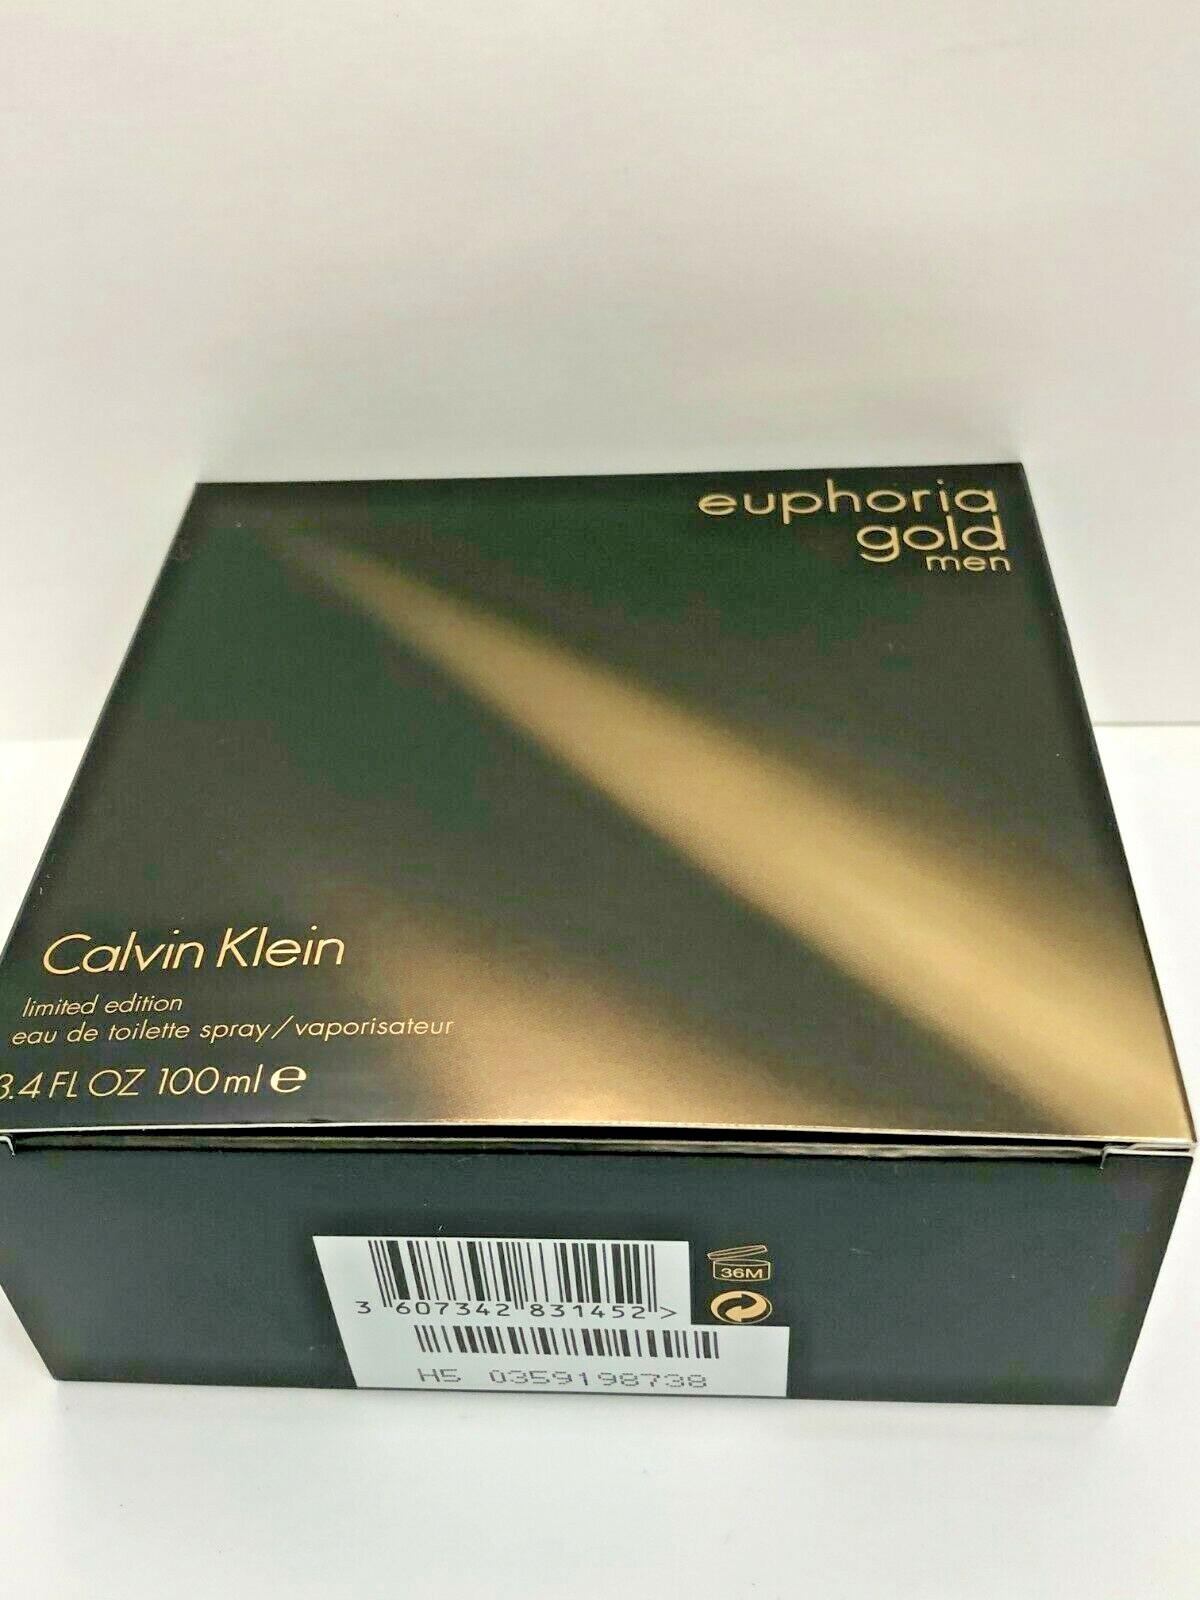 euphoria
gold
men
Calvin Klein
limited edition
eau de toilette spray/vaporisateur
3.4 FL OZ 100ml e
36M
3 607342 831452 >
H5 0359198738